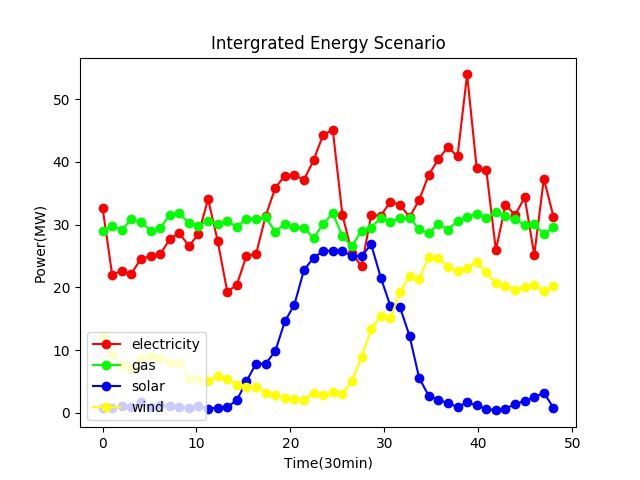 Intergrated Energy Scenario
Power(MW)
50
40
30
20
10
0
electricity
gas
solar
wind
0 10 20 30 40 50
Time(30min)